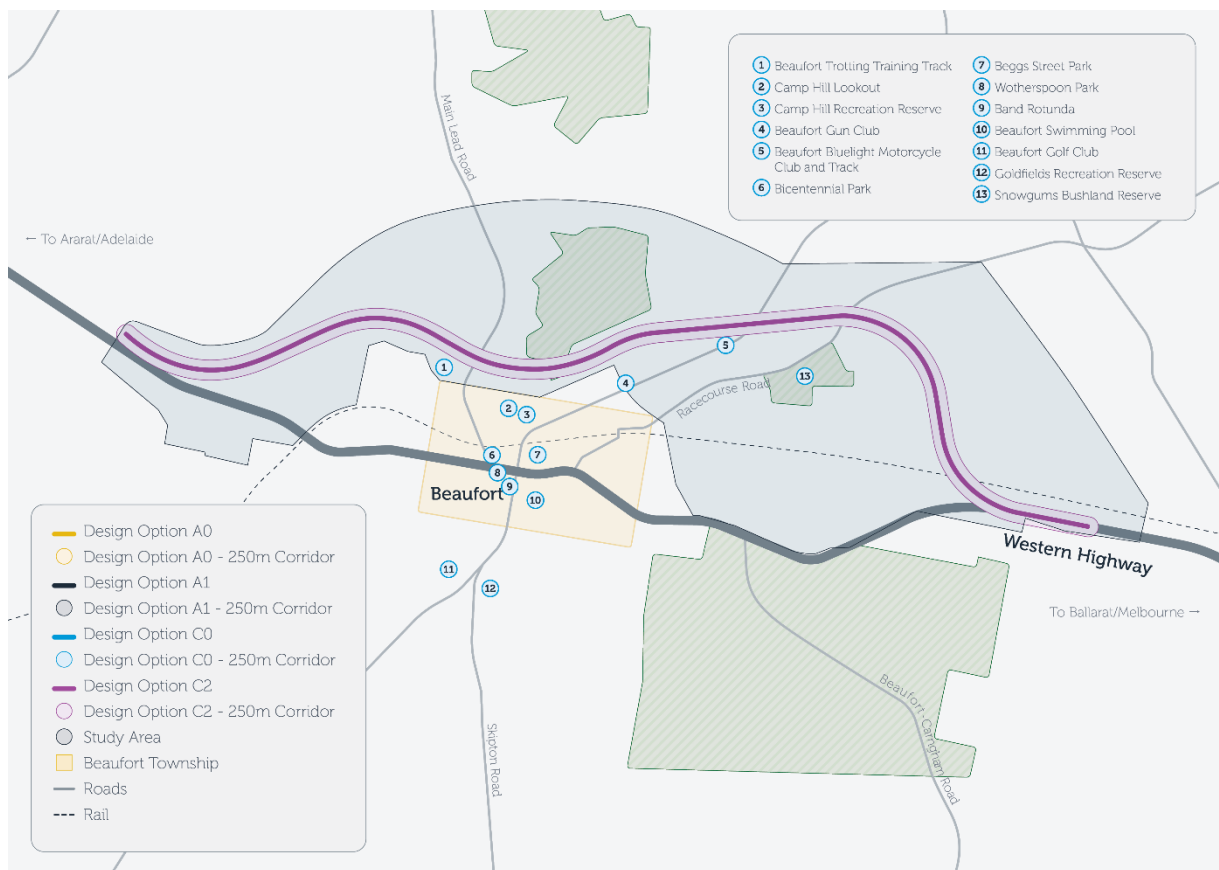 1 Beaufort Trotting Training Track
2 Camp Hill Lookout
3 Camp Hill Recreation Reserve
4 Beaufort Gun Club
5 Beaufort Bluelight Motorcycle
Club and Track
6 Bicentennial Park
7 Beggs Street Park
8 Wotherspoon Park
9 Band Rotunda
10 Beaufort Swimming Pool
11 Beaufort Golf Club
12 Goldfields Recreation Reserve
13 Snowgums Bushland Reserve
Main Lead Road
← To Ararat/Adelaide
5
1
4
13
Racecourse Road
2
3
6
7
8
9
Beaufort
10
Western Highway
11
12
To Ballarat/Melbourne →
Skipton Road
Beaufort-Carngham Road
Design Option A0
Design Option A0 - 250m Corridor
Design Option A1
Design Option A1 - 250m Corridor
Design Option C0
Design Option C0 - 250m Corridor
Design Option C2
Design Option C2 - 250m Corridor
Study Area
Beaufort Township
Roads
Rail